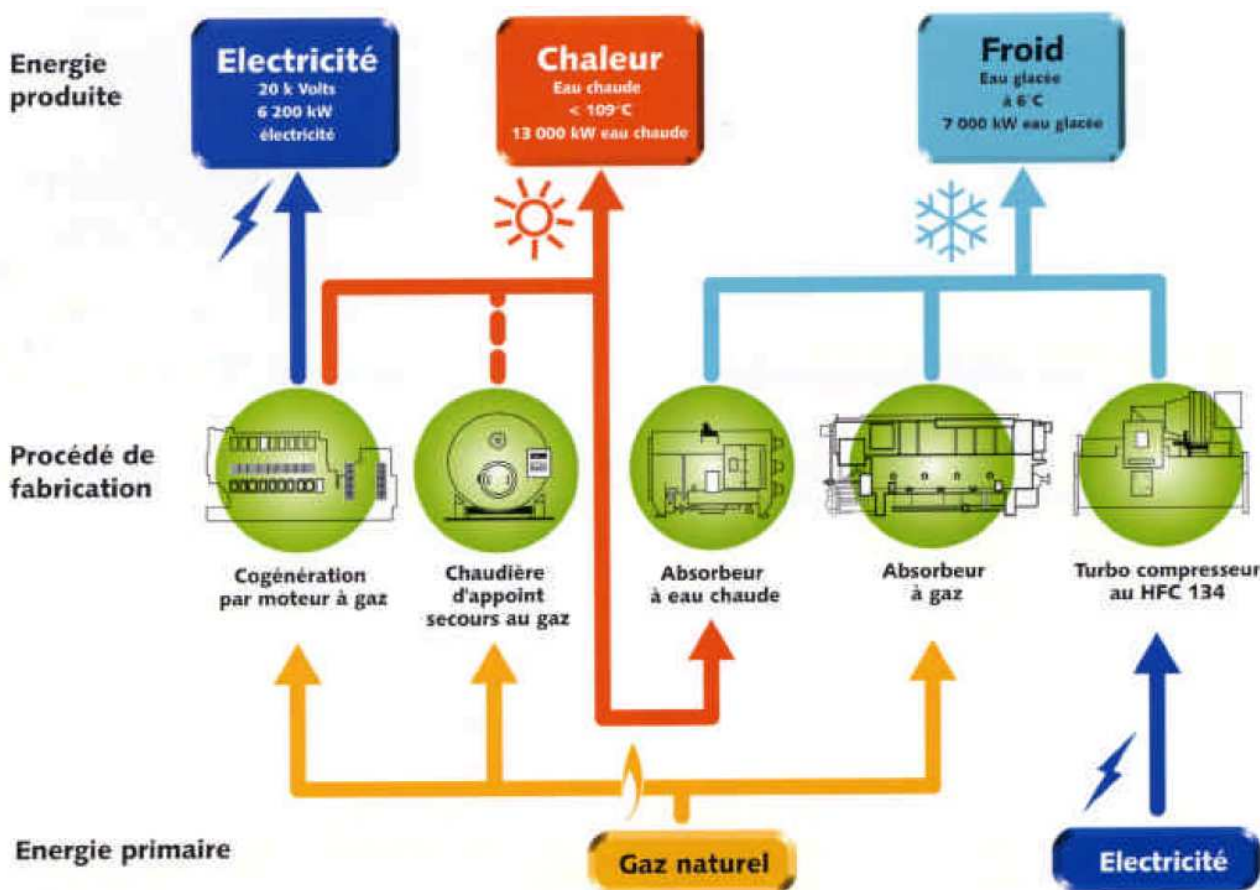 Energie
produite
Electricité
20 k Volts
6 200 kW
électricité
Chaleur
Eau chaude
< 109°C
13 000 kW eau chaude
Froid
Eau glacée
à 6°C
7 000 kW eau glacée
Procédé de
fabrication
Cogénération
par moteur à gaz
Chaudière
d'appoint
secours au gaz
Absorbeur
à eau chaude
Absorbeur
à gaz
Turbo compresseur
au HFC 134
Energie primaire
Gaz naturel
Electricité